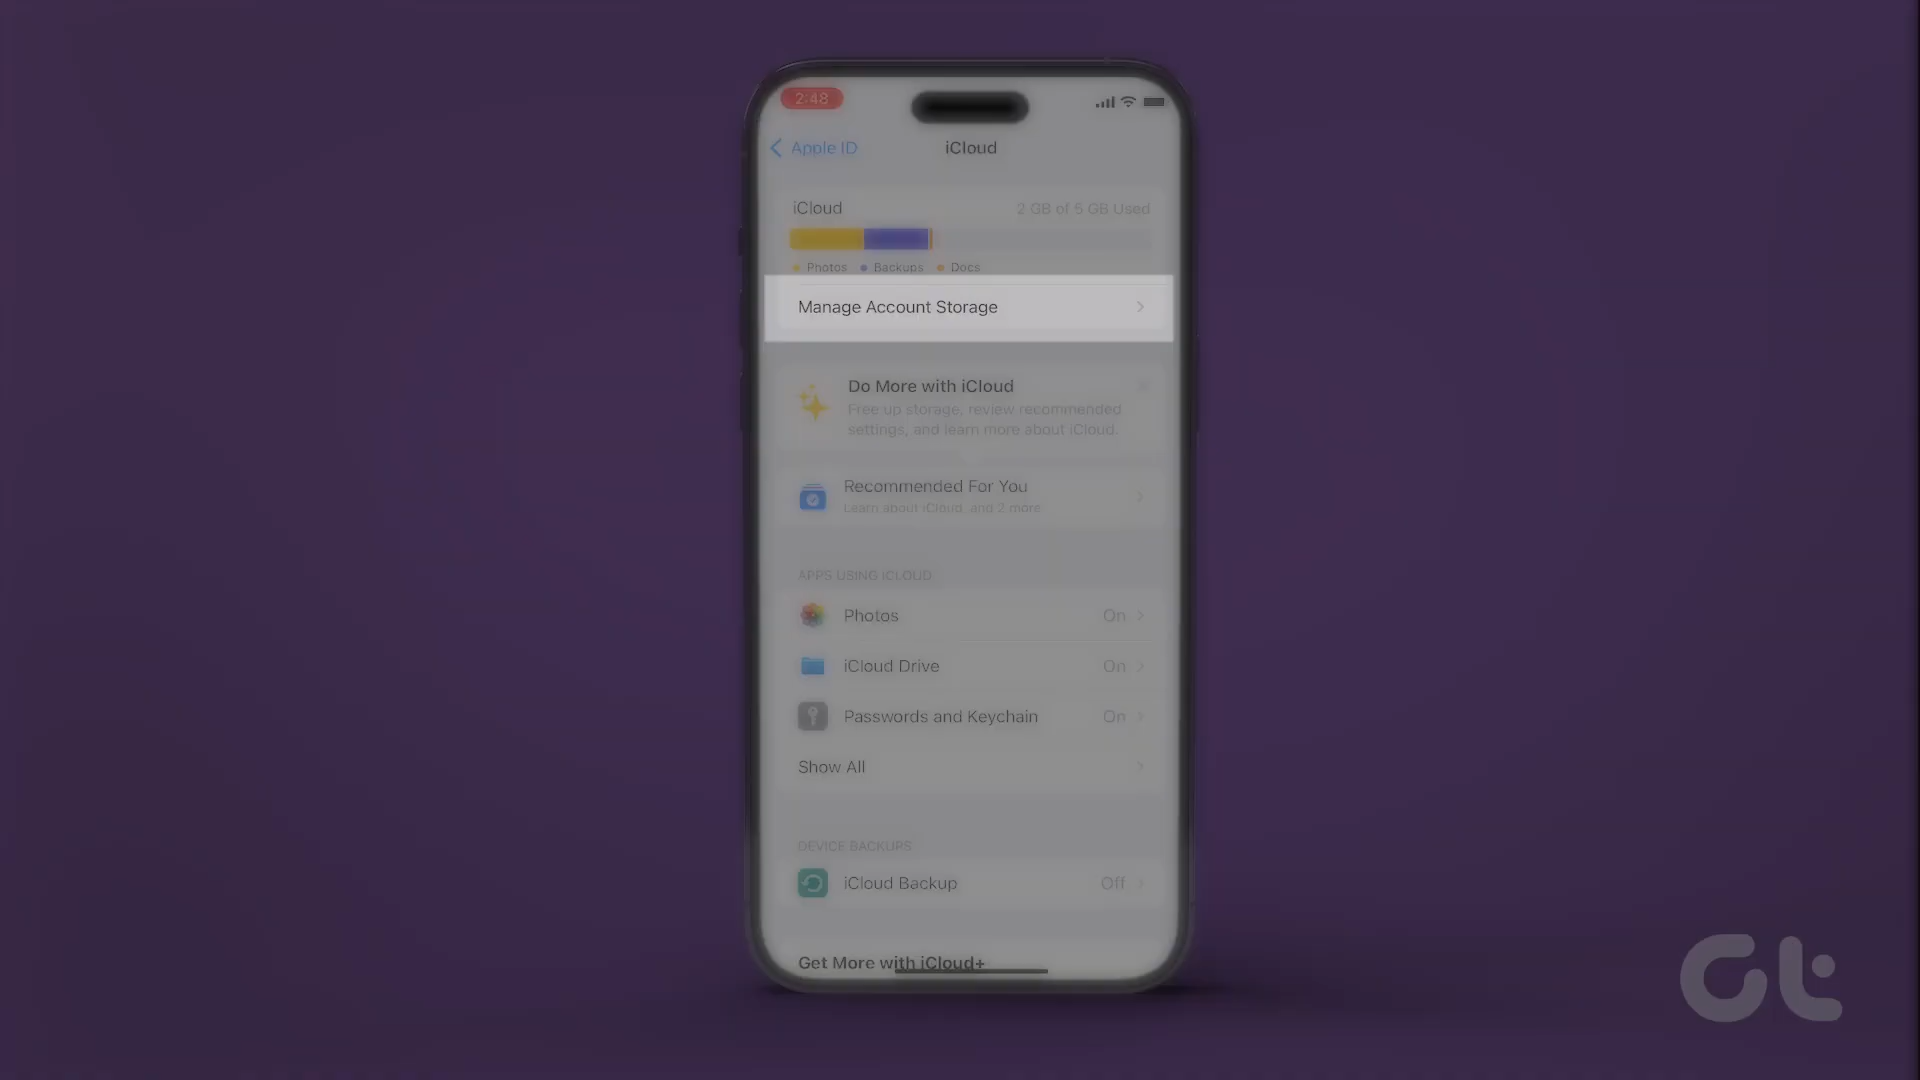 2:48
Apple ID
iCloud
iCloud
2 GB of 5 GB Used
Photos
Backups
Docs
Manage Account Storage
Do More with iCloud
Free up storage, review recommended
settings, and learn more about iCloud.
Recommended For You
Learn about iCloud, and 2 more
APPS USING ICLOUD
Photos
On
iCloud Drive
On
Passwords and Keychain
On
Show All
DEVICE BACKUPS
iCloud Backup
Off
Get More with iCloud+
Gt